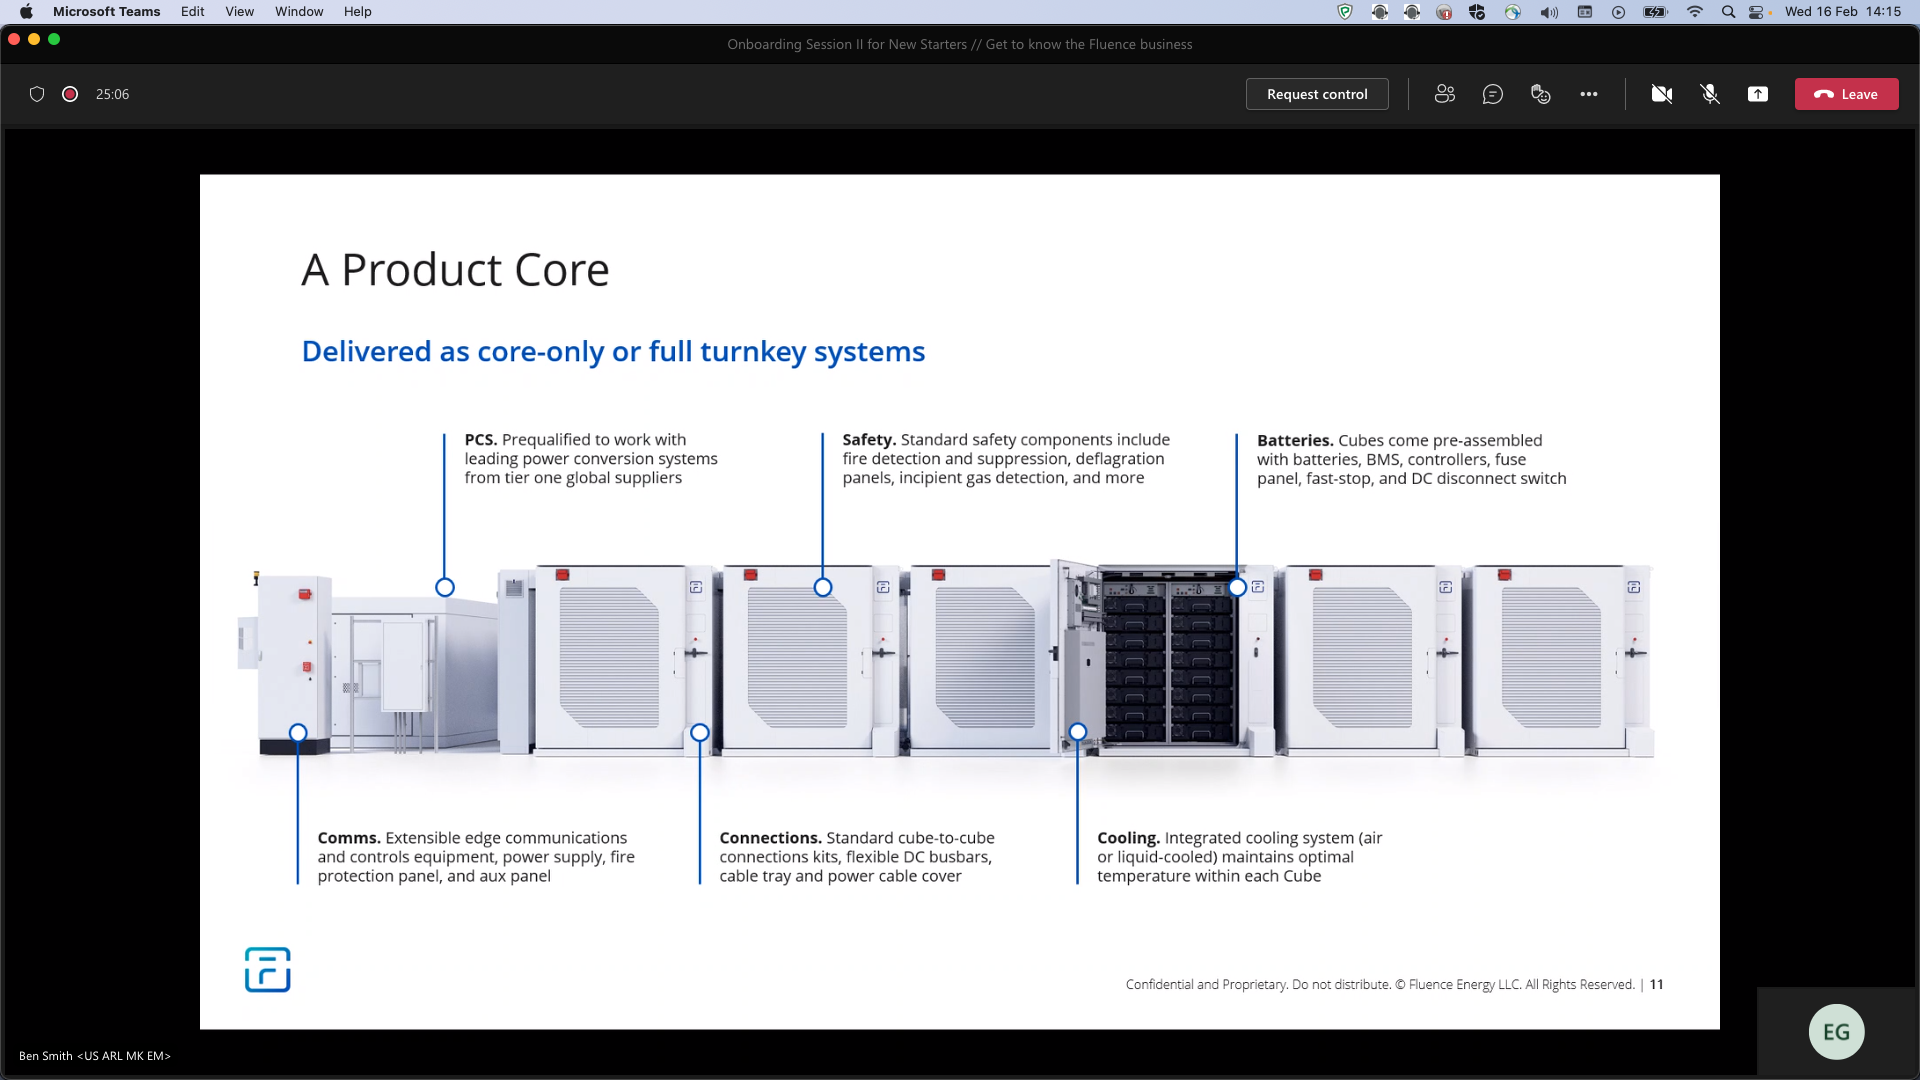 Microsoft Teams Edit View Window Help Wed 16 Feb 14:15
Onboarding Session II for New Starters // Get to know the Fluence business
25:06 Request control Leave
A Product Core
Delivered as core-only or full turnkey systems
PCS. Prequalified to work with
leading power conversion systems
from tier one global suppliers
Safety. Standard safety components include
fire detection and suppression, deflagration
panels, incipient gas detection, and more
Batteries. Cubes come pre-assembled
with batteries, BMS, controllers, fuse
panel, fast-stop, and DC disconnect switch
Comms. Extensible edge communications
and controls equipment, power supply, fire
protection panel, and aux panel
Connections. Standard cube-to-cube
connections kits, flexible DC busbars,
cable tray and power cable cover
Cooling. Integrated cooling system (air
or liquid-cooled) maintains optimal
temperature within each Cube
Confidential and Proprietary. Do not distribute. © Fluence Energy LLC. All Rights Reserved. | 11
EG
Ben Smith <US ARL MK EM>